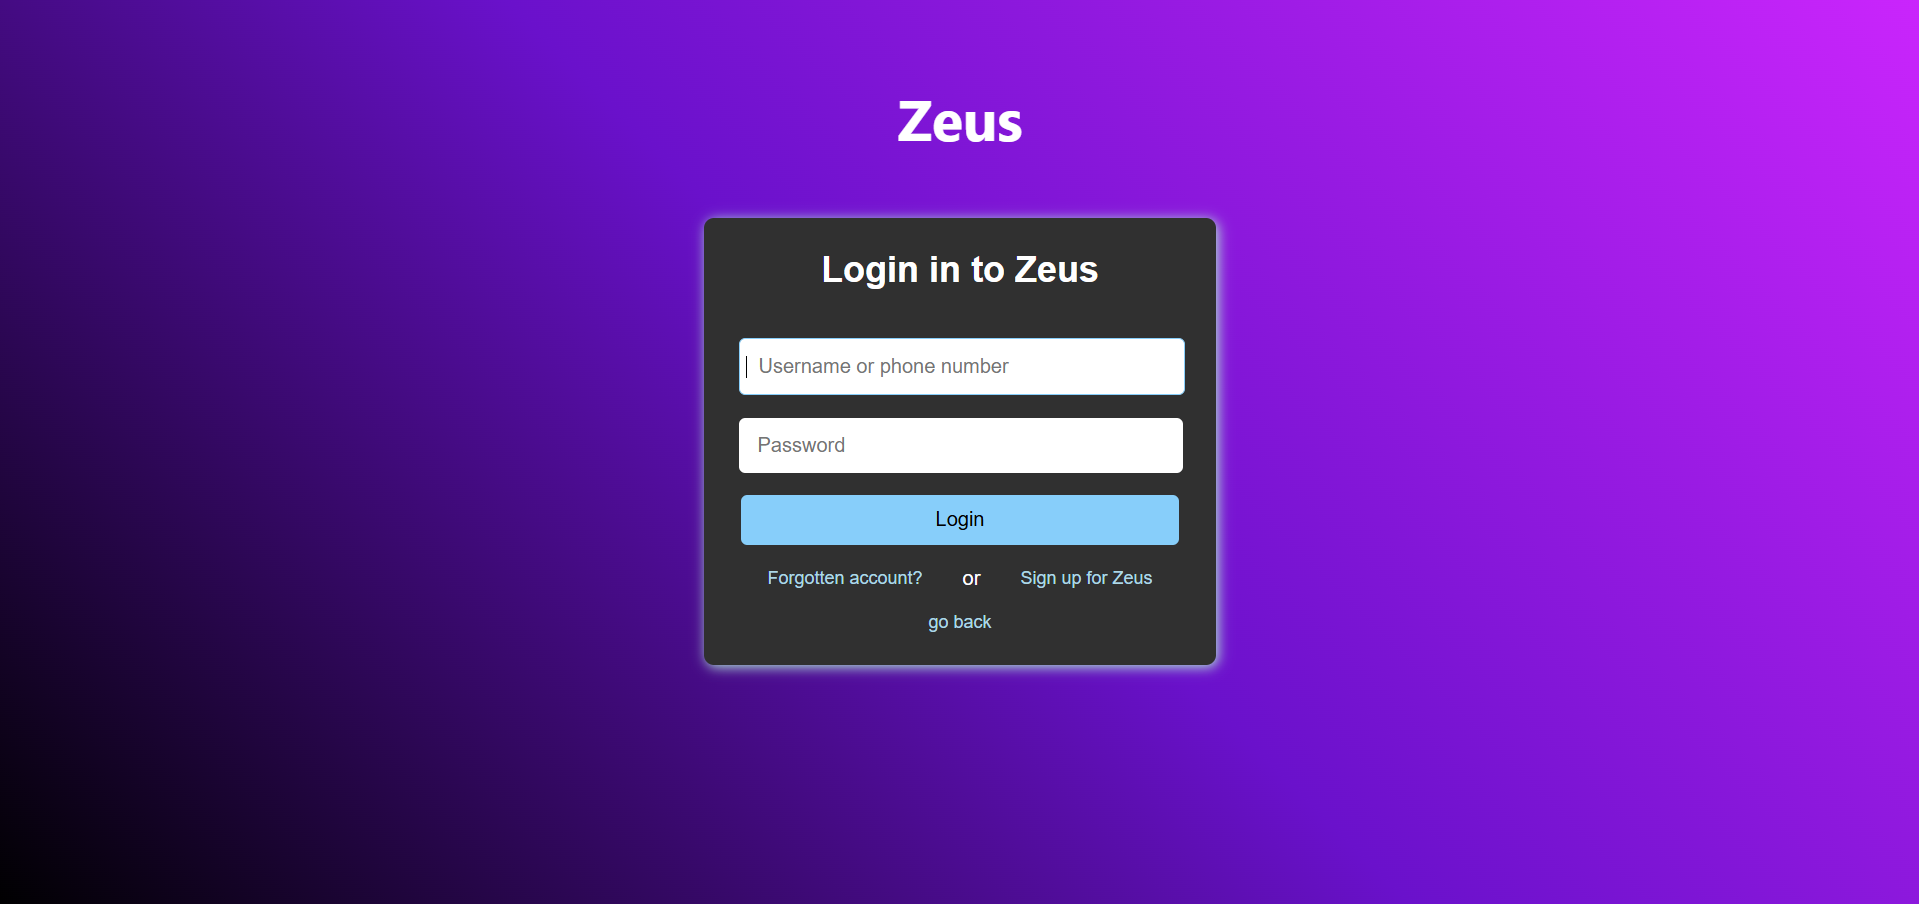 Zeus
Login in to Zeus
Username or phone number
Password
Login
Forgotten account? or Sign up for Zeus
go back